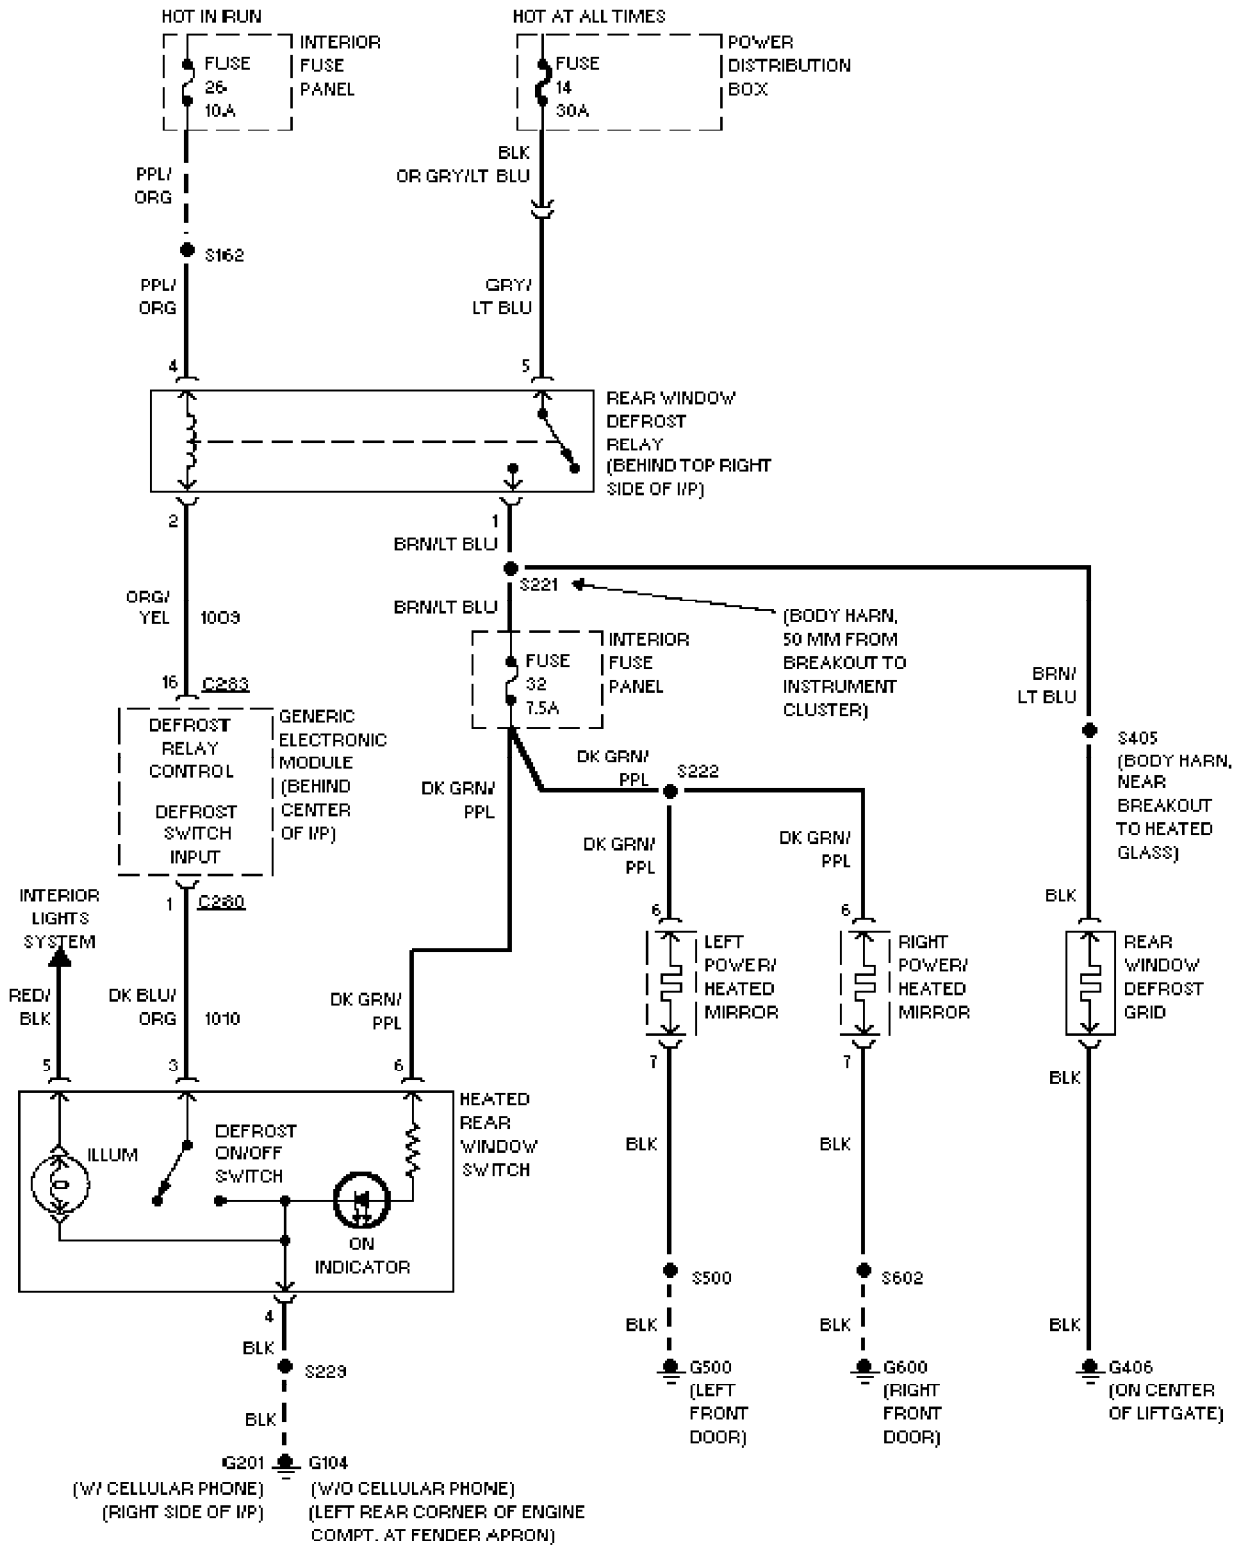 HOT IN RUN
HOT AT ALL TIMES
FUSE
26
10A
INTERIOR
FUSE
PANEL
FUSE
14
30A
POWER
DISTRIBUTION
BOX
PPL/
ORG
BLK
OR GRY/LT BLU
S162
PPL/
ORG
GRY/
LT BLU
4
5
REAR WINDOW
DEFROST
RELAY
(BEHIND TOP RIGHT
SIDE OF I/P)
2
1
BRN/LT BLU
S221
ORG/
YEL
1009
BRN/LT BLU
(BODY HARN,
50 MM FROM
BREAKOUT TO
INSTRUMENT
CLUSTER)
FUSE
32
7.5A
INTERIOR
FUSE
PANEL
BRN/
LT BLU
16
C283
DEFROST
RELAY
CONTROL
DEFROST
SWITCH
INPUT
GENERIC
ELECTRONIC
MODULE
(BEHIND
CENTER
OF I/P)
S405
(BODY HARN,
NEAR
BREAKOUT
TO HEATED
GLASS)
DK GRN/
PPL
S222
DK GRN/
PPL
DK GRN/
PPL
DK GRN/
PPL
1
C280
INTERIOR
LIGHTS
SYSTEM
BLK
6
6
LEFT
POWER/
HEATED
MIRROR
RIGHT
POWER/
HEATED
MIRROR
REAR
WINDOW
DEFROST
GRID
RED/
BLK
DK BLU/
ORG
1010
DK GRN/
PPL
5
3
6
7
7
BLK
HEATED
REAR
WINDOW
SWITCH
ILLUM
DEFROST
ON/OFF
SWITCH
BLK
BLK
ON
INDICATOR
S500
S602
4
BLK
BLK
BLK
BLK
S229
G500
(LEFT
FRONT
DOOR)
G600
(RIGHT
FRONT
DOOR)
G406
(ON CENTER
OF LIFTGATE)
BLK
G201
(W/ CELLULAR PHONE)
(RIGHT SIDE OF I/P)
G104
(W/O CELLULAR PHONE)
(LEFT REAR CORNER OF ENGINE
COMPT. AT FENDER APRON)